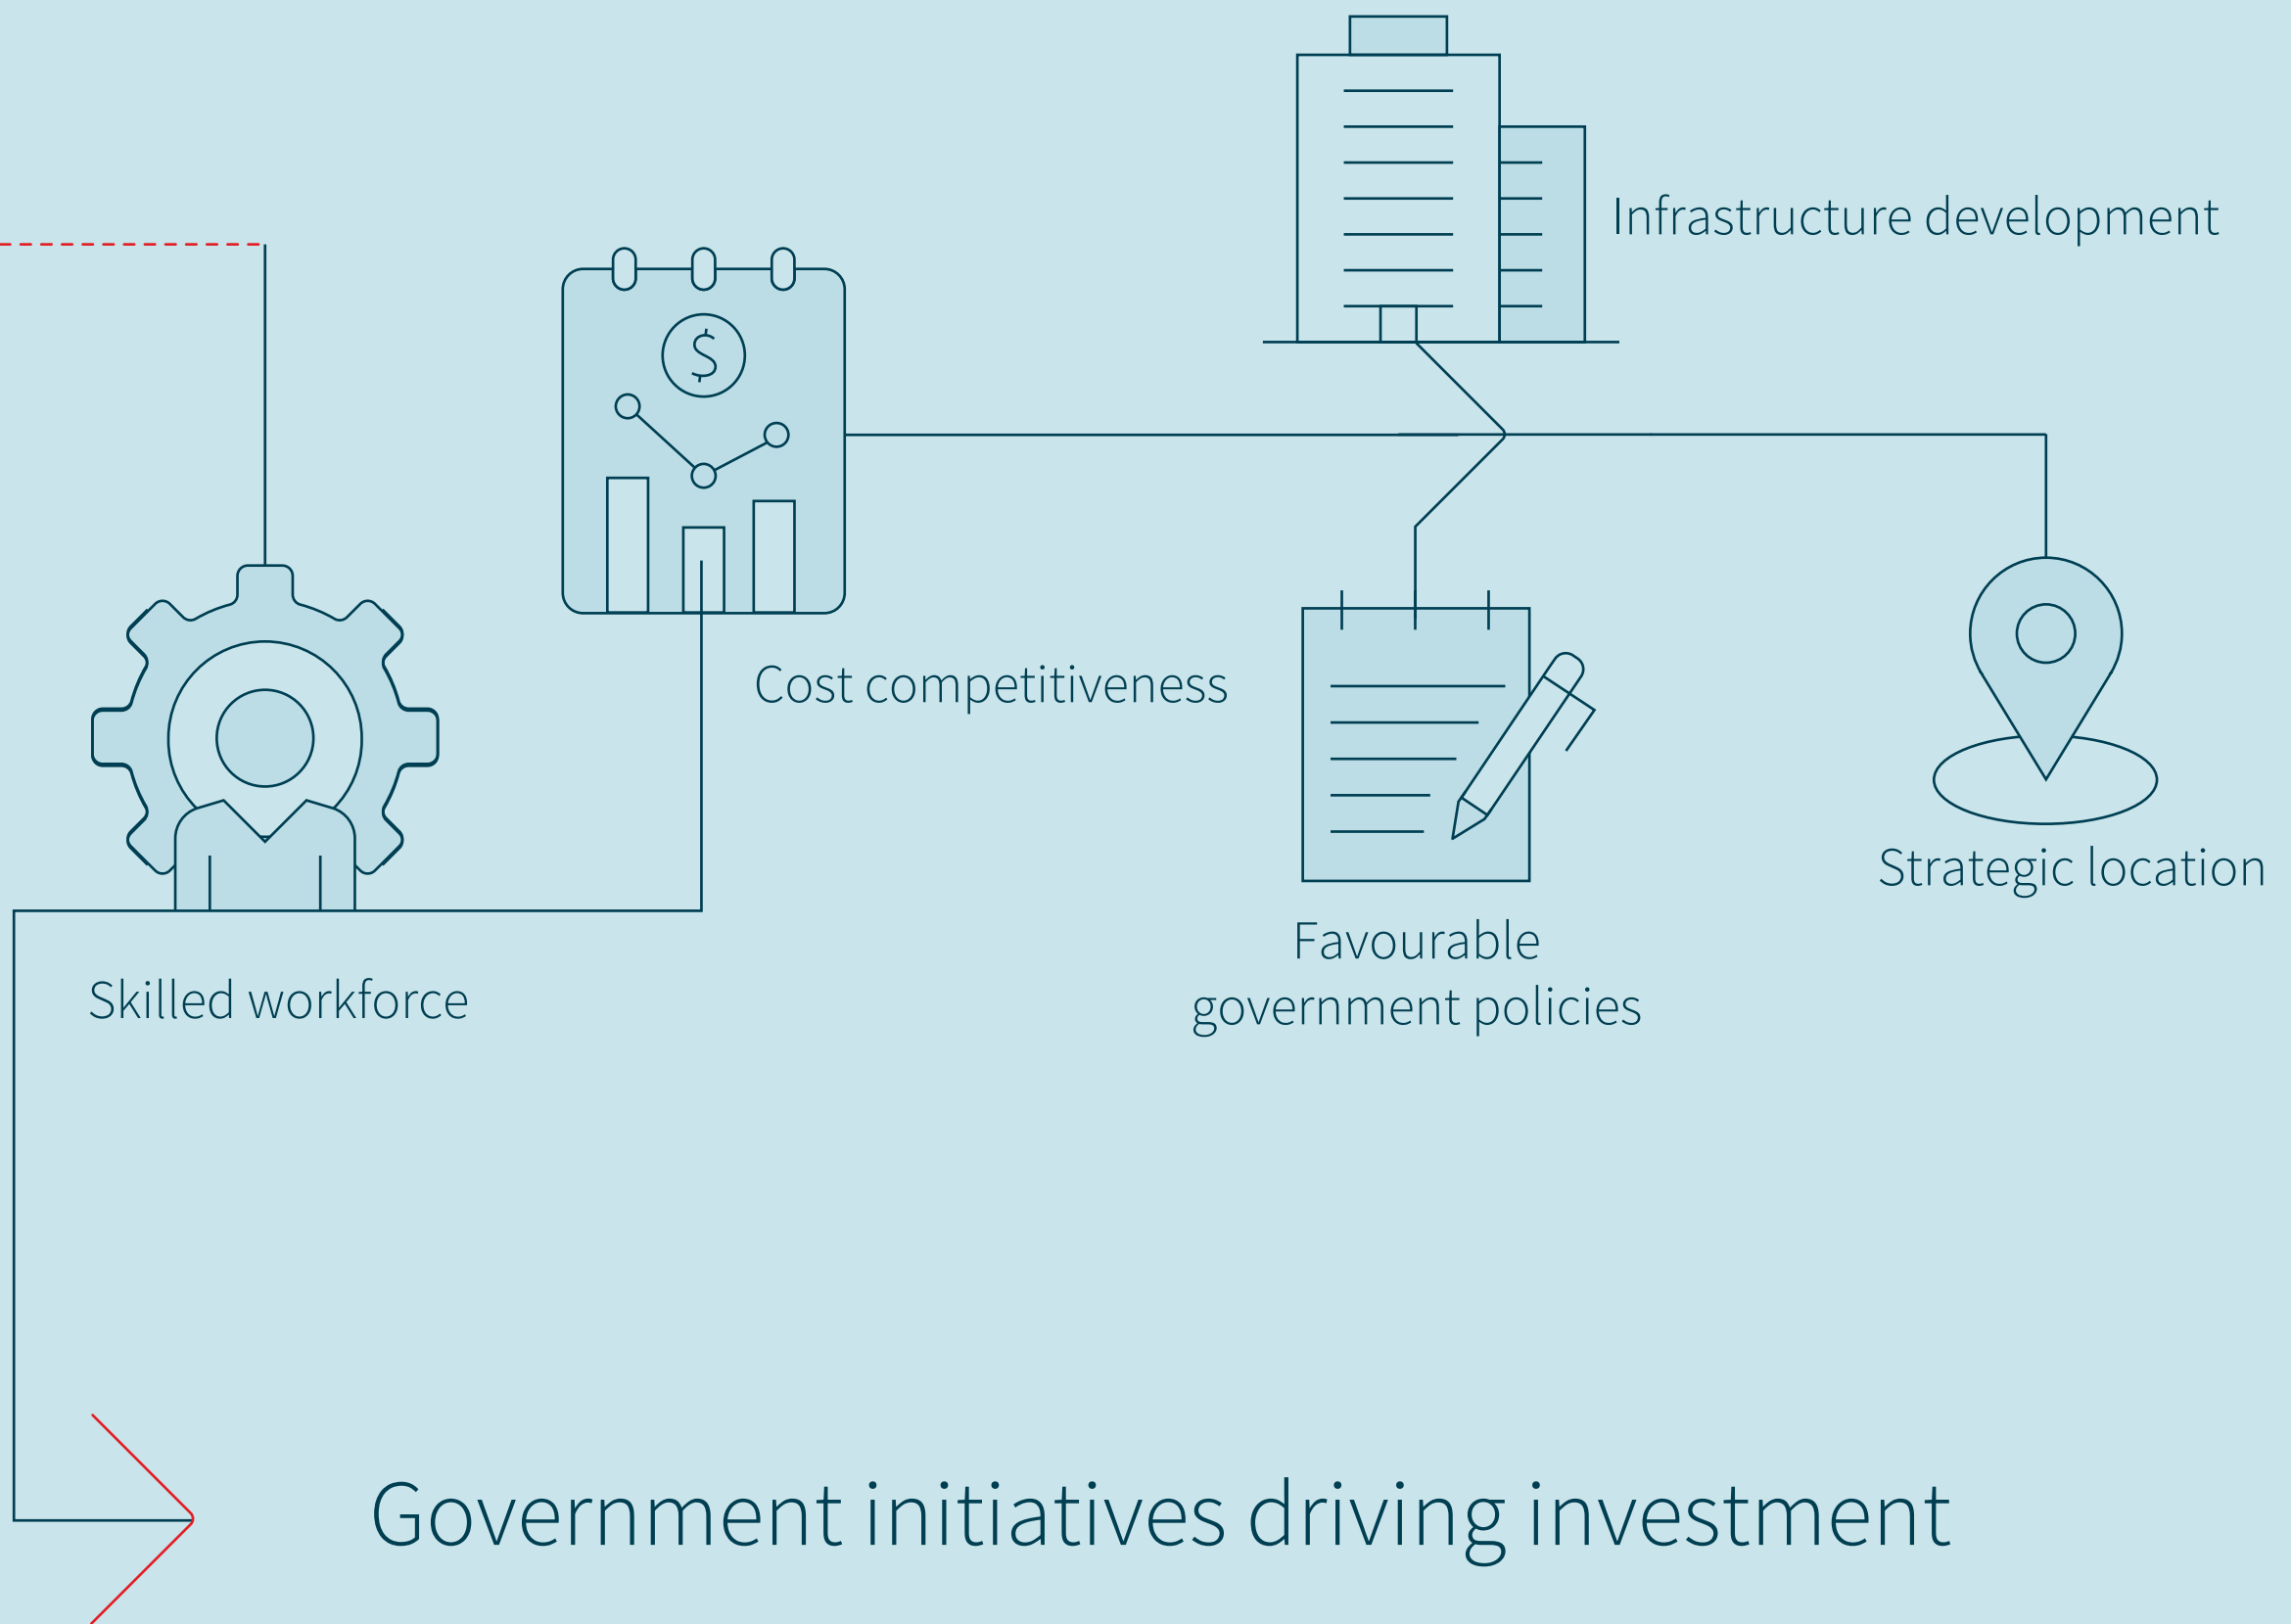 Infrastructure development
$
Cost competitiveness
Strategic location
Favourable
government policies
Skilled workforce
Government initiatives driving investment